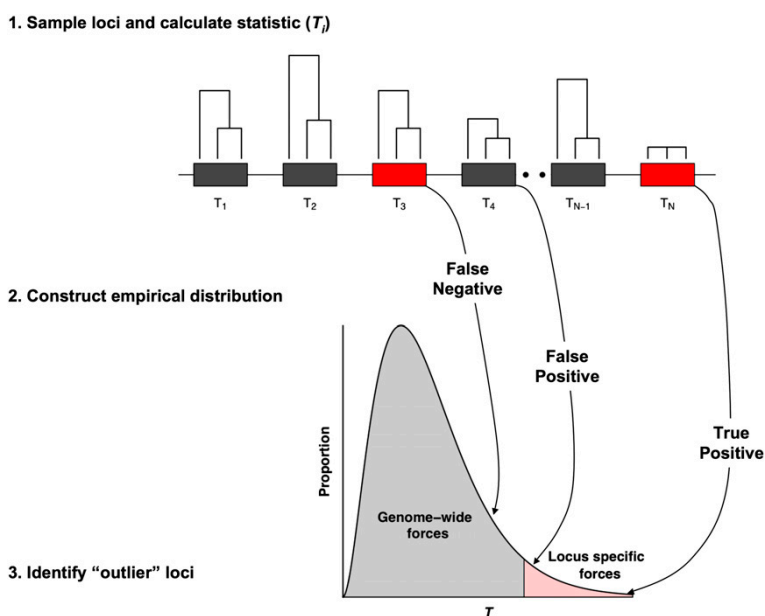 1. Sample loci and calculate statistic (Ti)
T1 T2 T3 T4 TN−1 TN
False
Negative
2. Construct empirical distribution
False
Positive
True
Positive
Proportion
Genome−wide
forces
Locus specific
forces
3. Identify “outlier” loci
T